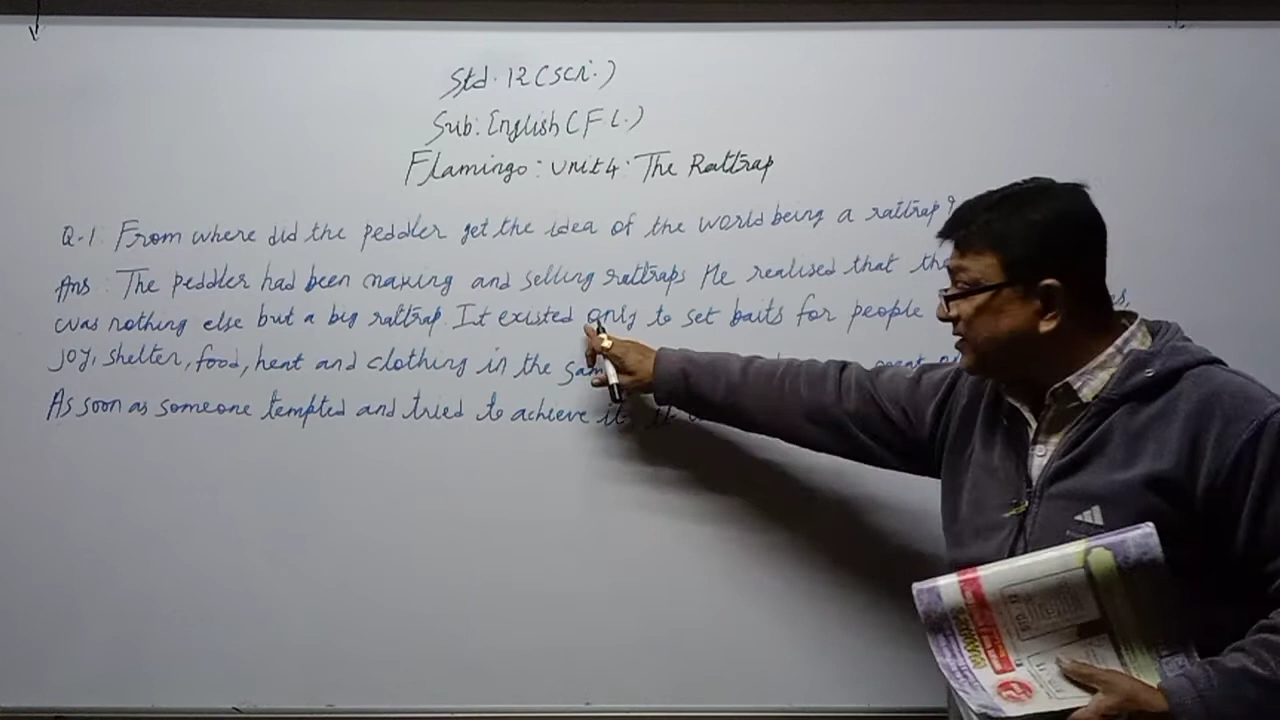 Std. 12 (Sci.)
Sub: English (F L.)
Flamingo: Unit 4: The Rattrap
Q-1: From where did the peddler get the idea of the world being a rattrap?
Ans: The peddler had been making and selling rattraps He realised that the
was nothing else but a big rattrap. It existed only to set baits for people
joy, shelter, food, heat and clothing in the
As soon as someone tempted and tried to achieve it, it